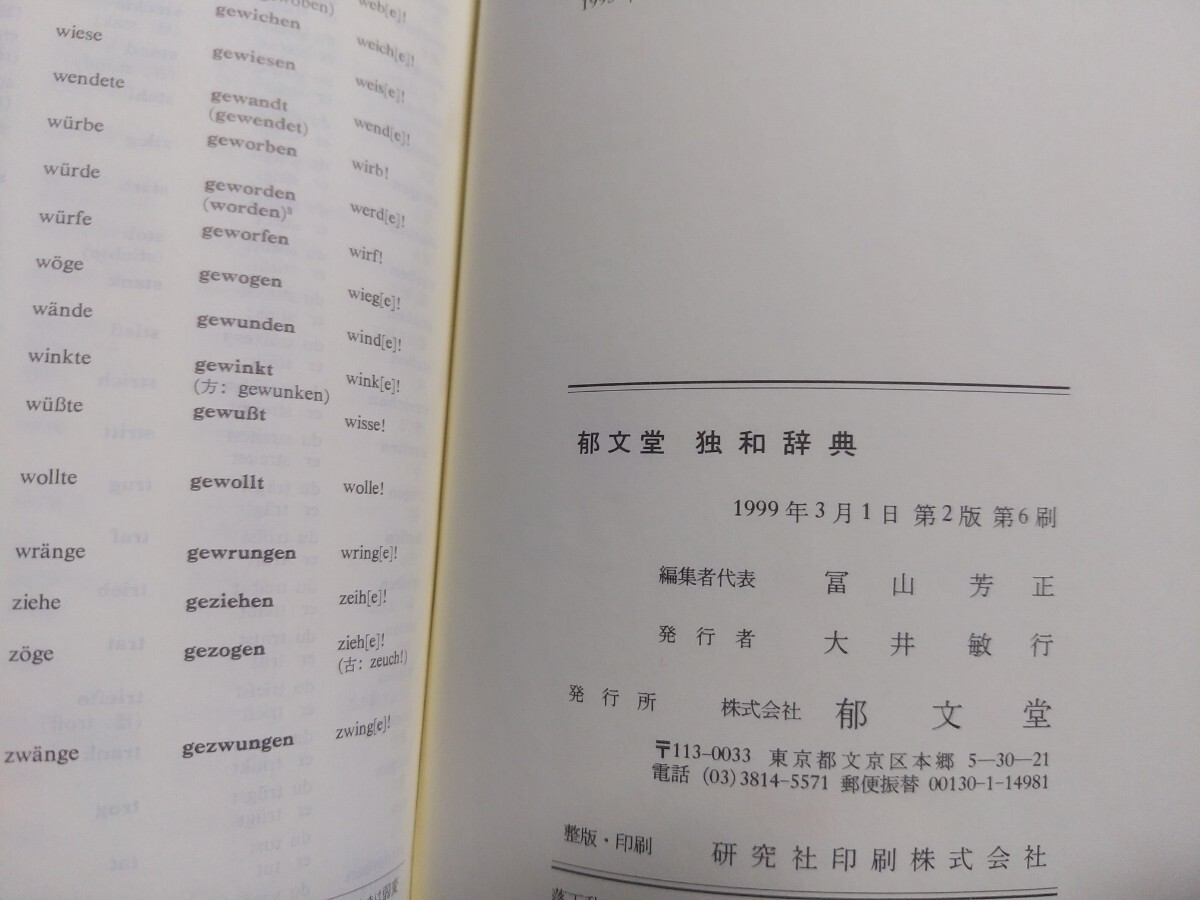 gewichen weich[e]!
wiese gewiesen weis[e]!
wendete gewandt wend[e]!
(gewendet)
würbe geworben wirb!
würde geworden werd[e]!
(worden)³
würfe geworfen wirf!
wöge gewogen wieg[e]!
wände gewunden wind[e]!
winkte gewinkt wink[e]!
(方: gewunken)
wüßte gewußt wisse!
wollte gewollt wolle!
wränge gewrungen wring[e]!
ziehe geziehen zeih[e]!
zöge gezogen zieh[e]!
(古: zeuch!)
zwänge gezwungen zwing[e]!
郁文堂 独和辞典
1999年3月1日 第2版 第6刷
編集者代表 冨山芳正
発行者 大井敏行
発行所 株式会社 郁文堂
〒113–0033 東京都文京区本郷 5–30–21
電話 (03) 3814–5571 郵便振替 00130-1-14981
整版・印刷 研究社印刷株式会社